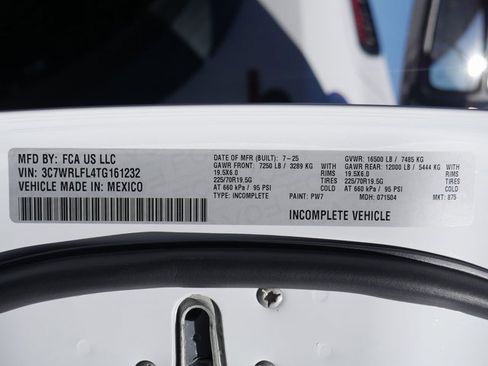 MFD BY: FCA US LLC
VIN: 3C7WRLFL4TG161232
VEHICLE MADE IN: MEXICO
DATE OF MFR (BUILT): 7-25
GAWR FRONT: 7250 LB / 3289 KG
19.5X6.0 RIMS
225/70R19.5G TIRES
AT 660 kPa / 95 PSI COLD
TYPE: INCOMPLETE PAINT: PW7
GVWR: 16500 LB / 7485 KG
GAWR REAR: 12000 LB / 5444 KG
19.5X6.0 RIMS
225/70R19.5G TIRES
AT 660 kPa / 95 PSI COLD
MDH: 071504 MKT: 875
INCOMPLETE VEHICLE